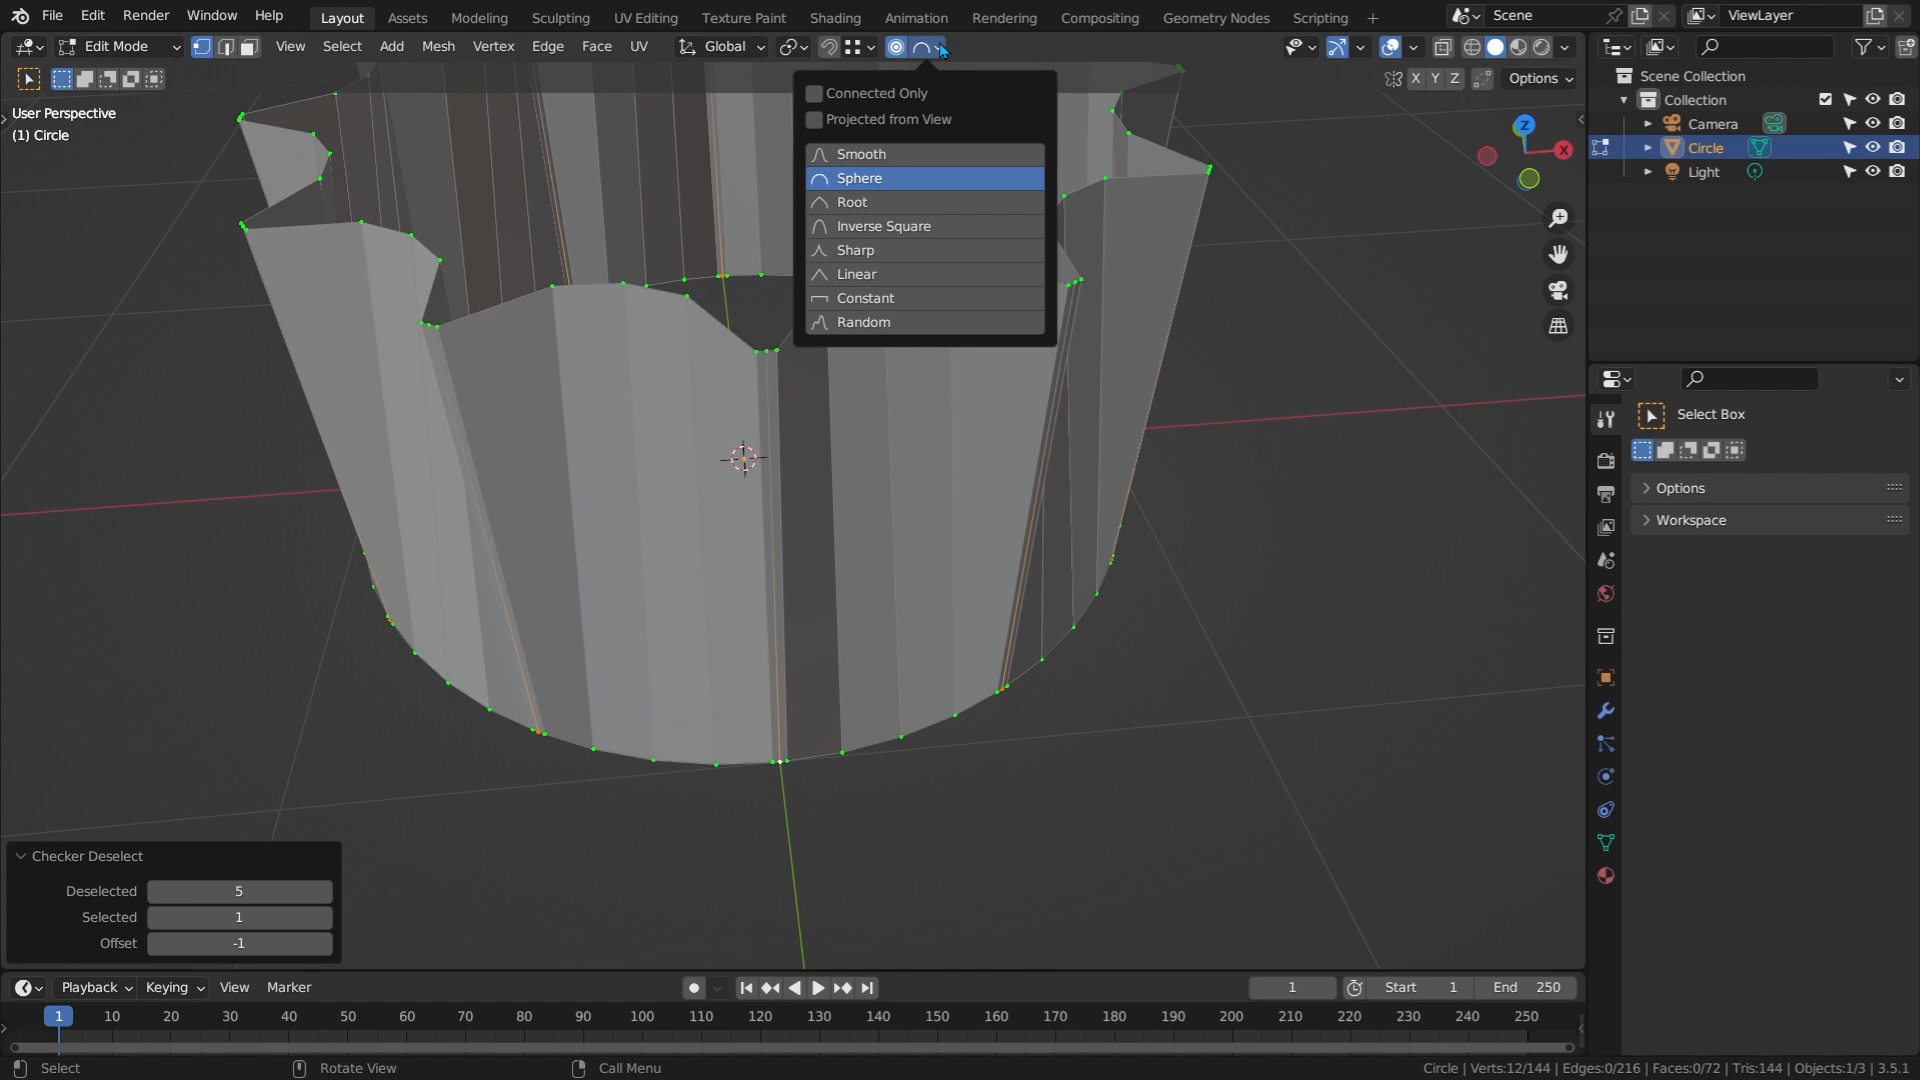 File Edit Render Window Help Layout Assets Modeling Sculpting UV Editing Texture Paint Shading Animation Rendering Compositing Geometry Nodes Scripting + Scene ViewLayer
Edit Mode View Select Add Mesh Vertex Edge Face UV Global
X Y Z Options
User Perspective
(1) Circle
Z
X
Connected Only
Projected from View
Smooth
Sphere
Root
Inverse Square
Sharp
Linear
Constant
Random
Scene Collection
Collection
Camera
Circle
Light
Select Box
Options
Workspace
Checker Deselect
Deselected 5
Selected 1
Offset -1
Playback Keying View Marker 1 Start 1 End 250
1 10 20 30 40 50 60 70 80 90 100 110 120 130 140 150 160 170 180 190 200 210 220 230 240 250
Select Rotate View Call Menu Circle | Verts:12/144 | Edges:0/216 | Faces:0/72 | Tris:144 | Objects:1/3 | 3.5.1